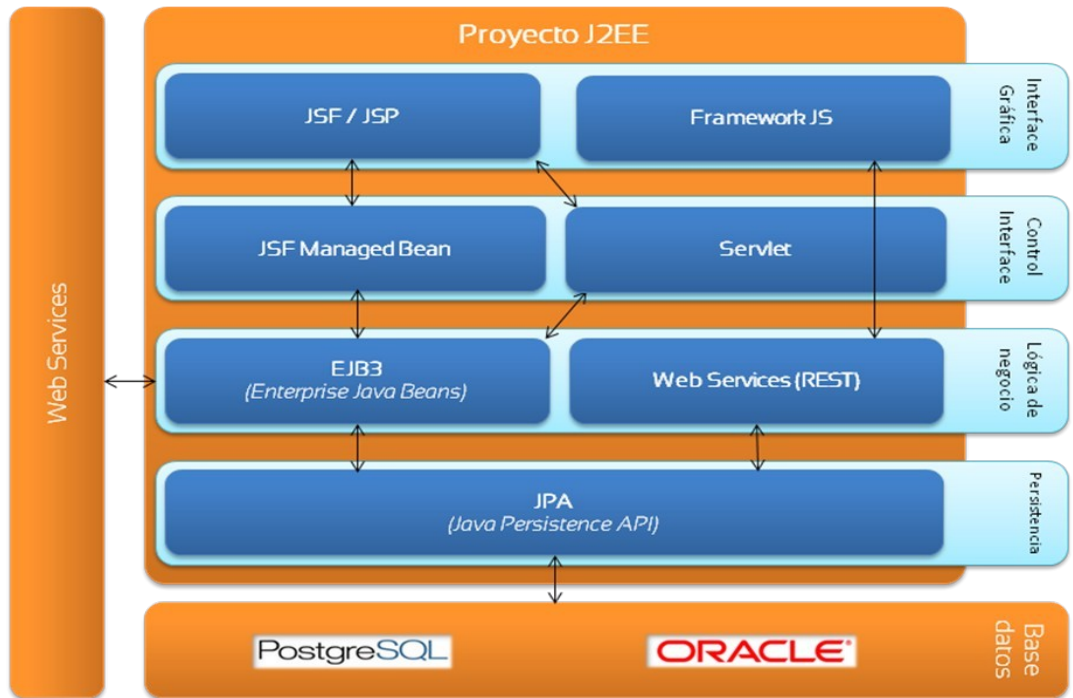 Proyecto J2EE
JSF / JSP
Framework JS
Interface
Gráfica
JSF Managed Bean
Servlet
Control
Interface
Web Services
EJB3
(Enterprise Java Beans)
Web Services (REST)
Lógica de
negocio
JPA
(Java Persistence API)
Persistencia
PostgreSQL
ORACLE®
Base
datos